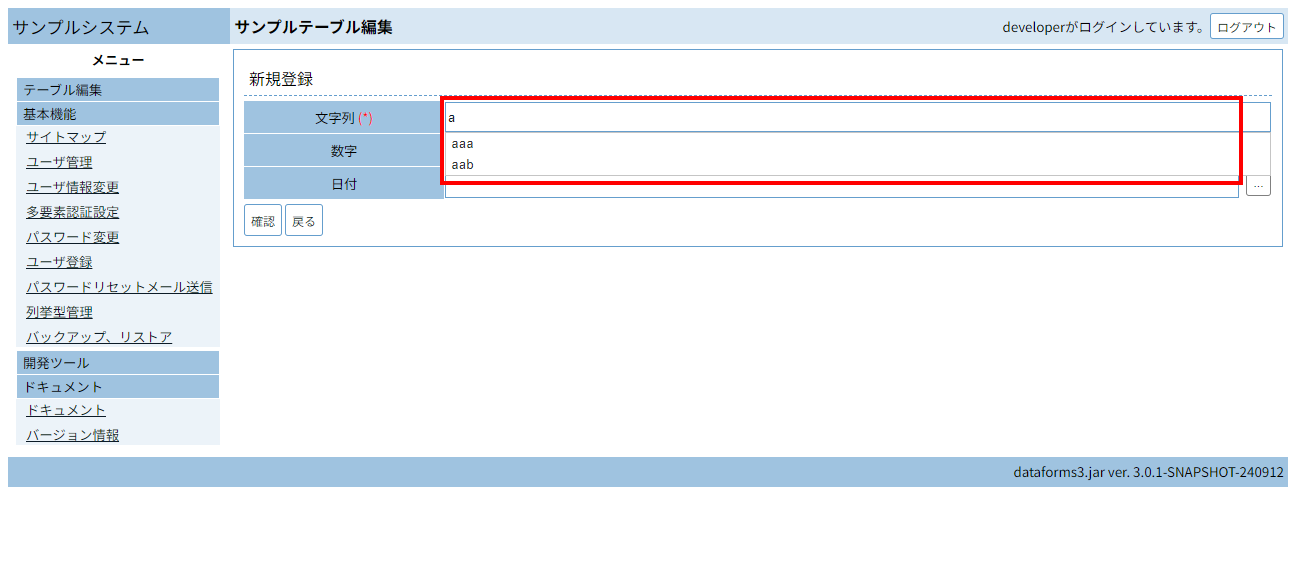 サンプルシステム
サンプルテーブル編集
developerがログインしています。 ログアウト
メニュー
テーブル編集
基本機能
サイトマップ
ユーザ管理
ユーザ情報変更
多要素認証設定
パスワード変更
ユーザ登録
パスワードリセットメール送信
列挙型管理
バックアップ、リストア
開発ツール
ドキュメント
ドキュメント
バージョン情報
新規登録
文字列 (*) a
aaa
aab
数字
日付 ...
確認 戻る
dataforms3.jar ver. 3.0.1-SNAPSHOT-240912